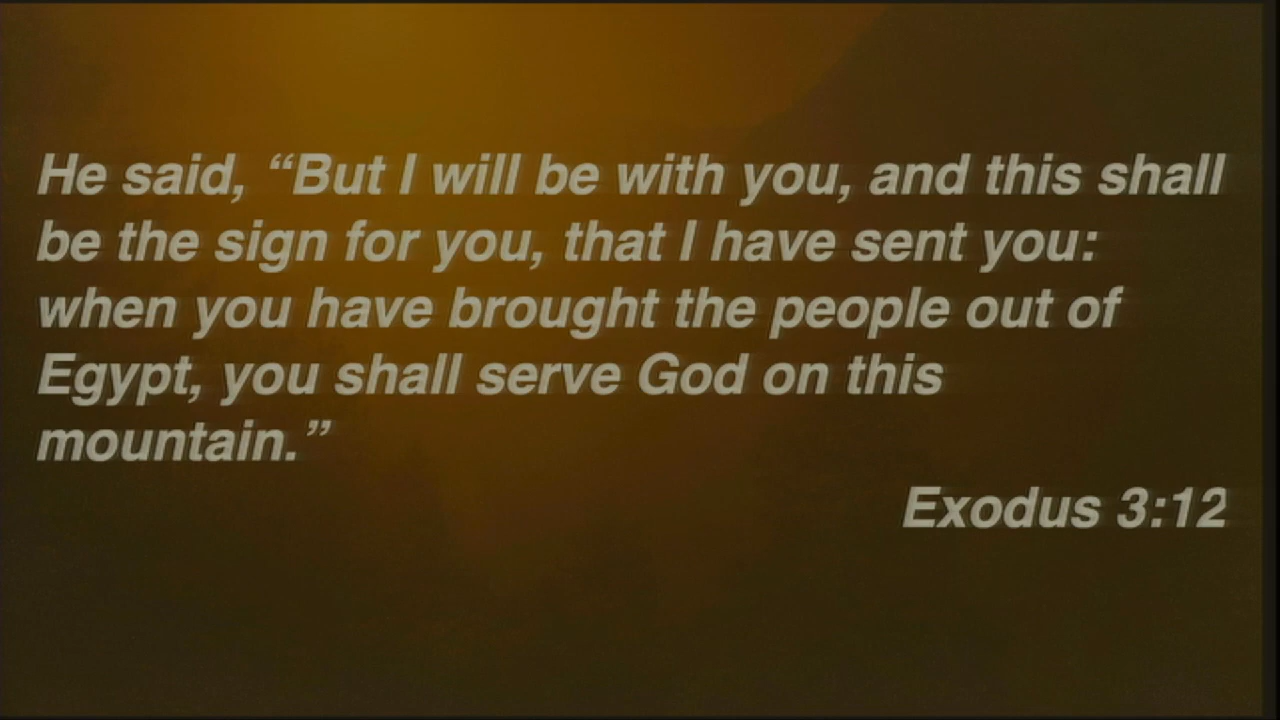 He said, “But I will be with you, and this shall
be the sign for you, that I have sent you:
when you have brought the people out of
Egypt, you shall serve God on this
mountain.”
Exodus 3:12